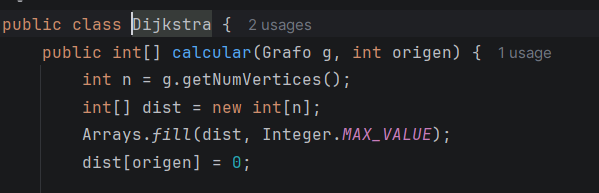 public class Dijkstra {  2 usages
    public int[] calcular(Grafo g, int origen) {  1 usage
        int n = g.getNumVertices();
        int[] dist = new int[n];
        Arrays.fill(dist, Integer.MAX_VALUE);
        dist[origen] = 0;